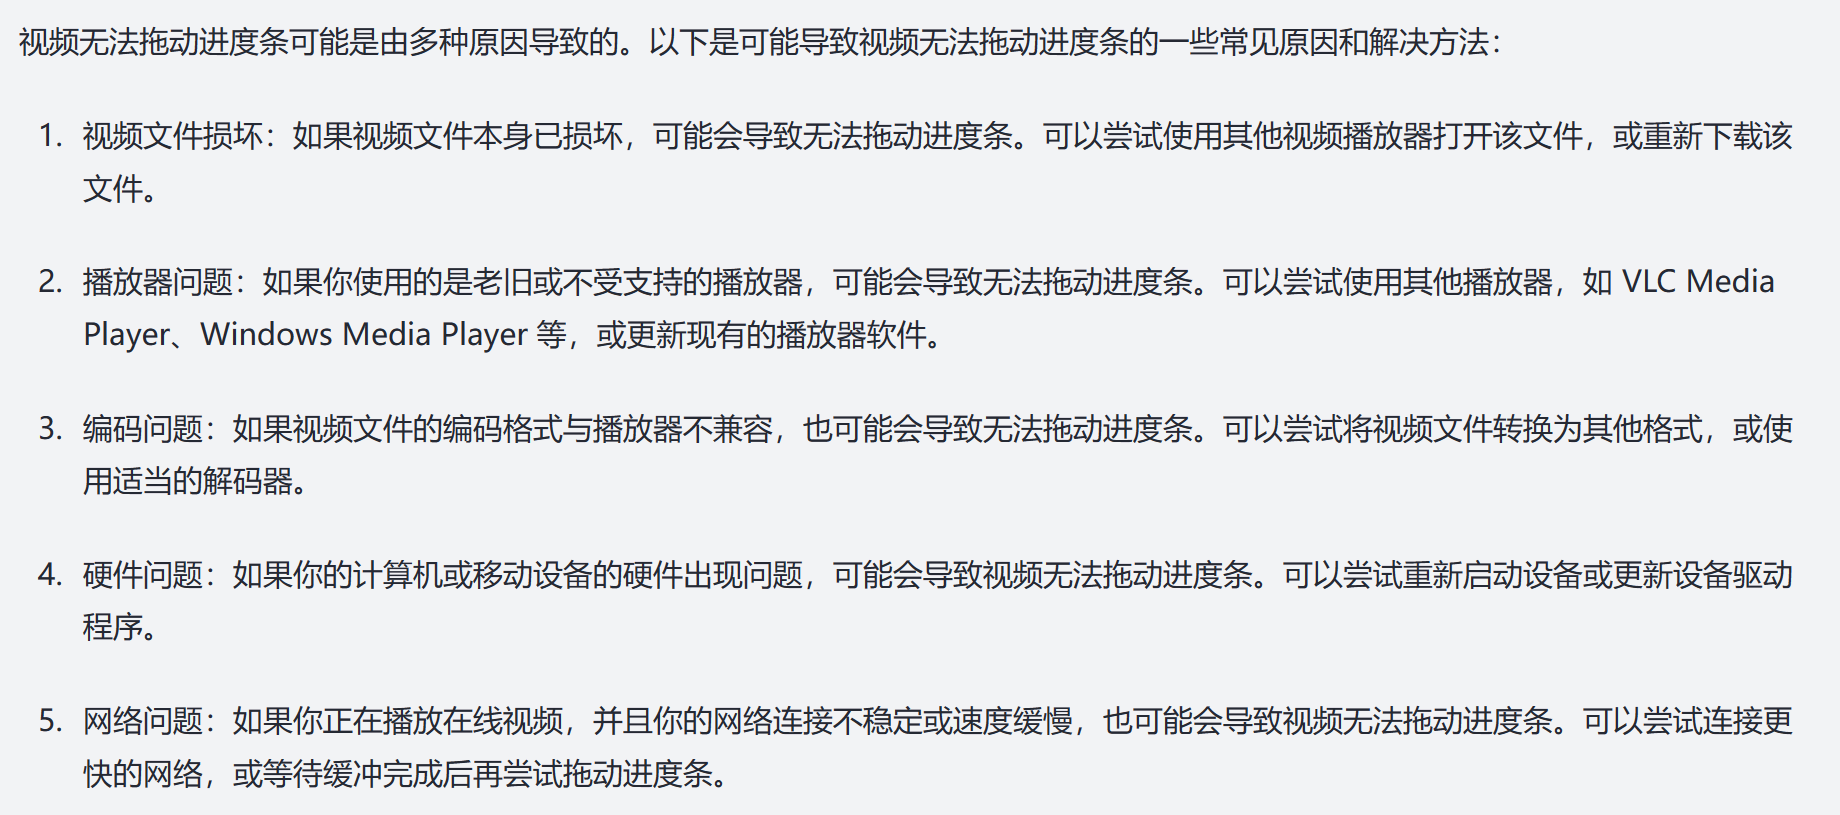 视频无法拖动进度条可能是由多种原因导致的。以下是可能导致视频无法拖动进度条的一些常见原因和解决方法：
1. 视频文件损坏：如果视频文件本身已损坏，可能会导致无法拖动进度条。可以尝试使用其他视频播放器打开该文件，或重新下载该
文件。
2. 播放器问题：如果你使用的是老旧或不受支持的播放器，可能会导致无法拖动进度条。可以尝试使用其他播放器，如 VLC Media
Player、Windows Media Player 等，或更新现有的播放器软件。
3. 编码问题：如果视频文件的编码格式与播放器不兼容，也可能会导致无法拖动进度条。可以尝试将视频文件转换为其他格式，或使
用适当的解码器。
4. 硬件问题：如果你的计算机或移动设备的硬件出现问题，可能会导致视频无法拖动进度条。可以尝试重新启动设备或更新设备驱动
程序。
5. 网络问题：如果你正在播放在线视频，并且你的网络连接不稳定或速度缓慢，也可能会导致视频无法拖动进度条。可以尝试连接更
快的网络，或等待缓冲完成后再尝试拖动进度条。